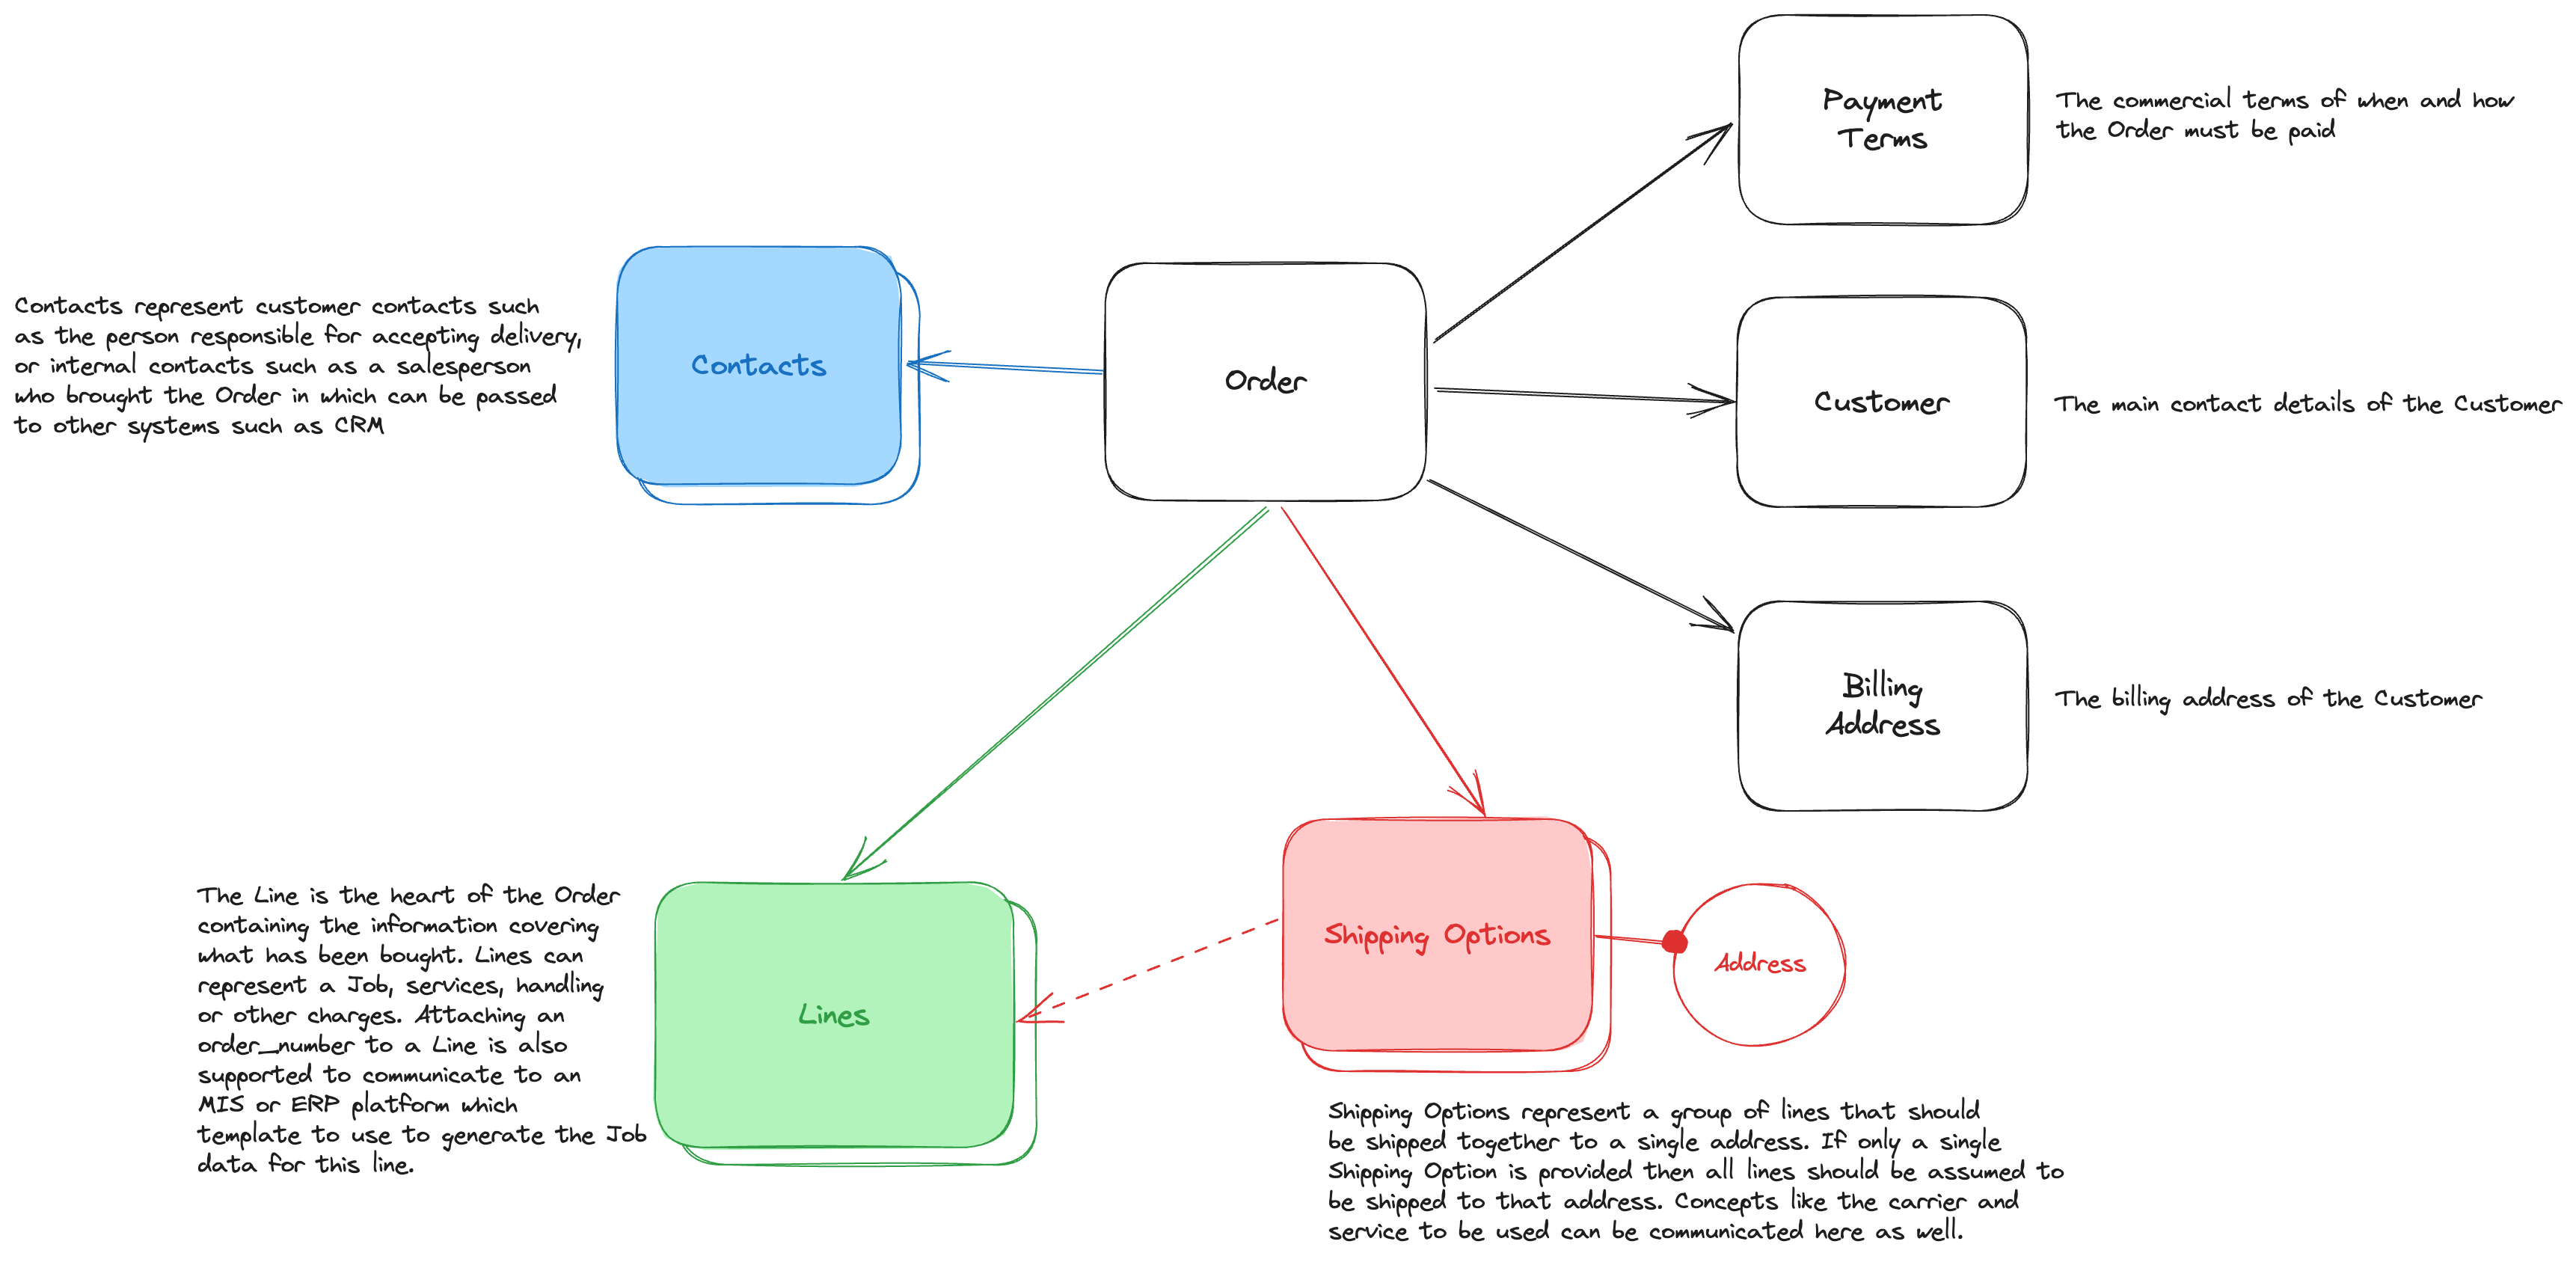 Payment
Terms
The commercial terms of when and how
the Order must be paid
Contacts represent customer contacts such
as the person responsible for accepting delivery,
or internal contacts such as a salesperson
who brought the Order in which can be passed
to other systems such as CRM
Contacts
Order
Customer
The main contact details of the Customer
Billing
Address
The billing address of the Customer
The Line is the heart of the Order
containing the information covering
what has been bought. Lines can
represent a Job, services, handling
or other charges. Attaching an
order_number to a Line is also
supported to communicate to an
MIS or ERP platform which
template to use to generate the Job
data for this line.
Lines
Shipping Options
Address
Shipping Options represent a group of lines that should
be shipped together to a single address. If only a single
Shipping Option is provided then all lines should be assumed to
be shipped to that address. Concepts like the carrier and
service to be used can be communicated here as well.